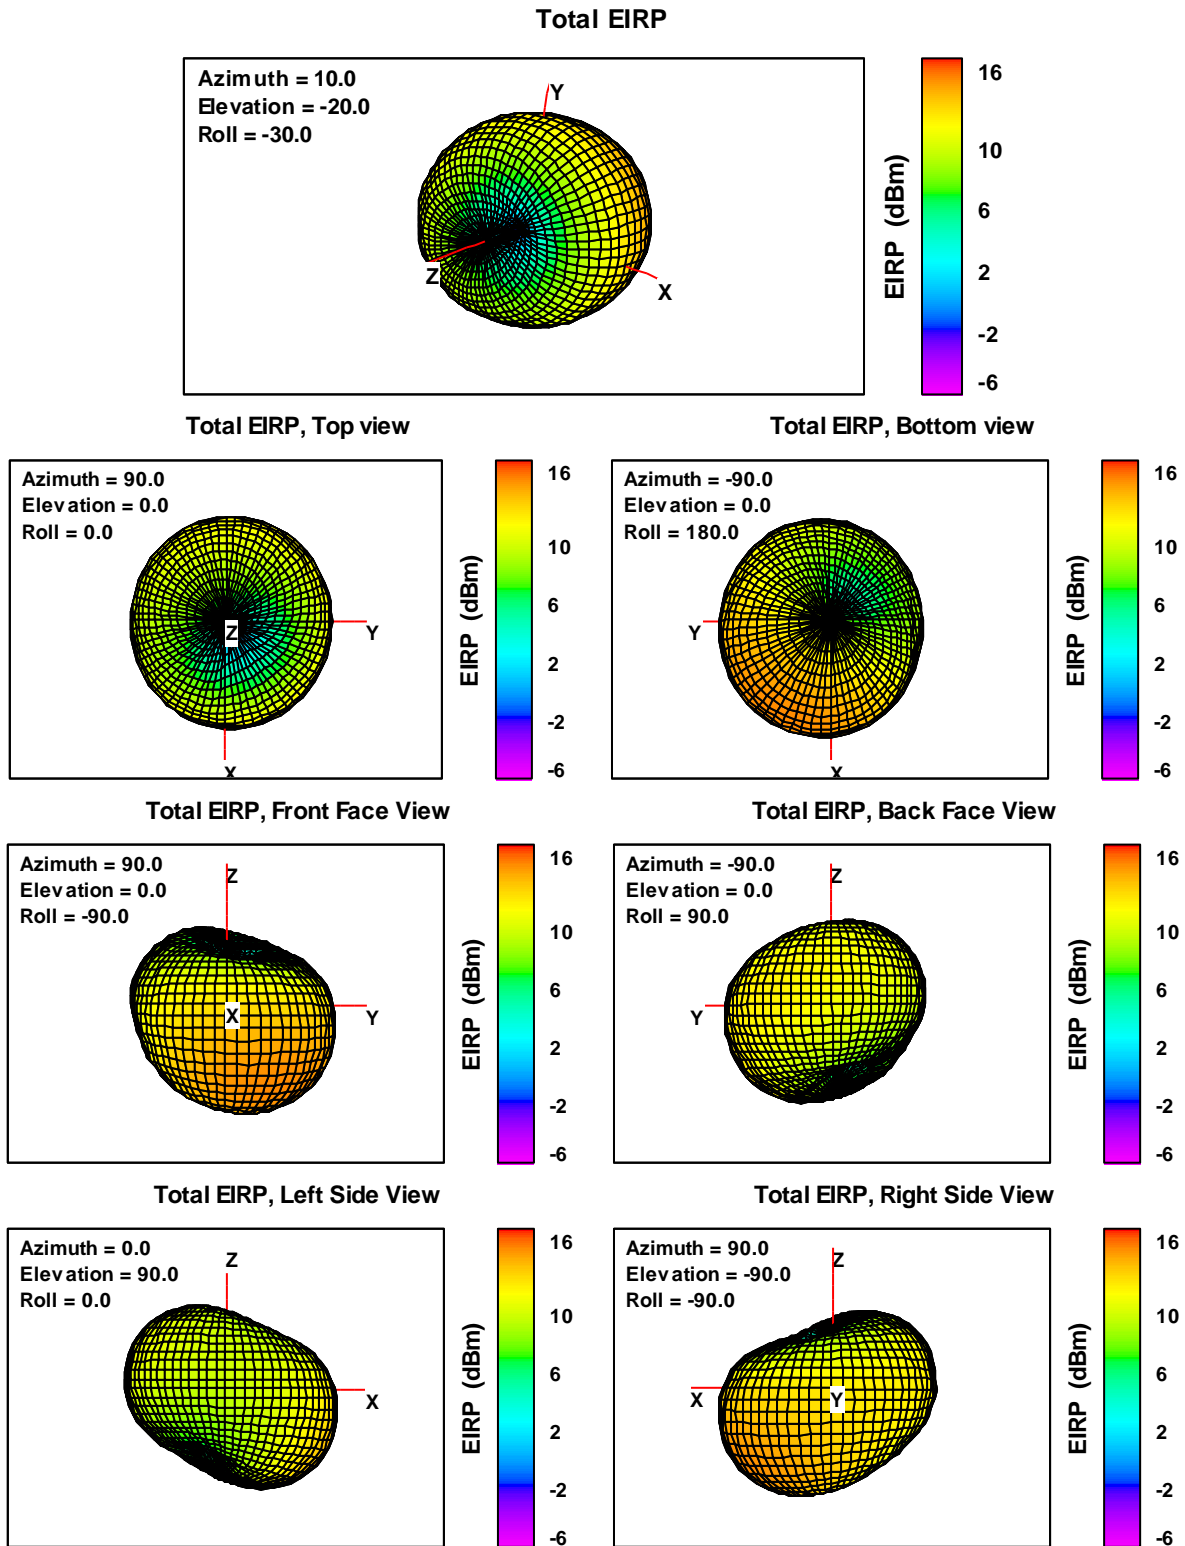 Total EIRP
Azimuth = 10.0
Elevation = -20.0
Roll = -30.0
Y
Z
X
EIRP (dBm)
16
10
6
2
-2
-6
Total EIRP, Top view
Azimuth = 90.0
Elevation = 0.0
Roll = 0.0
Z
Y
X
EIRP (dBm)
16
10
6
2
-2
-6
Total EIRP, Bottom view
Azimuth = -90.0
Elevation = 0.0
Roll = 180.0
Y
X
EIRP (dBm)
16
10
6
2
-2
-6
Total EIRP, Front Face View
Azimuth = 90.0
Elevation = 0.0
Roll = -90.0
Z
X
Y
EIRP (dBm)
16
10
6
2
-2
-6
Total EIRP, Back Face View
Azimuth = -90.0
Elevation = 0.0
Roll = 90.0
Z
Y
EIRP (dBm)
16
10
6
2
-2
-6
Total EIRP, Left Side View
Azimuth = 0.0
Elevation = 90.0
Roll = 0.0
Z
X
EIRP (dBm)
16
10
6
2
-2
-6
Total EIRP, Right Side View
Azimuth = 90.0
Elevation = -90.0
Roll = -90.0
Z
X
Y
EIRP (dBm)
16
10
6
2
-2
-6